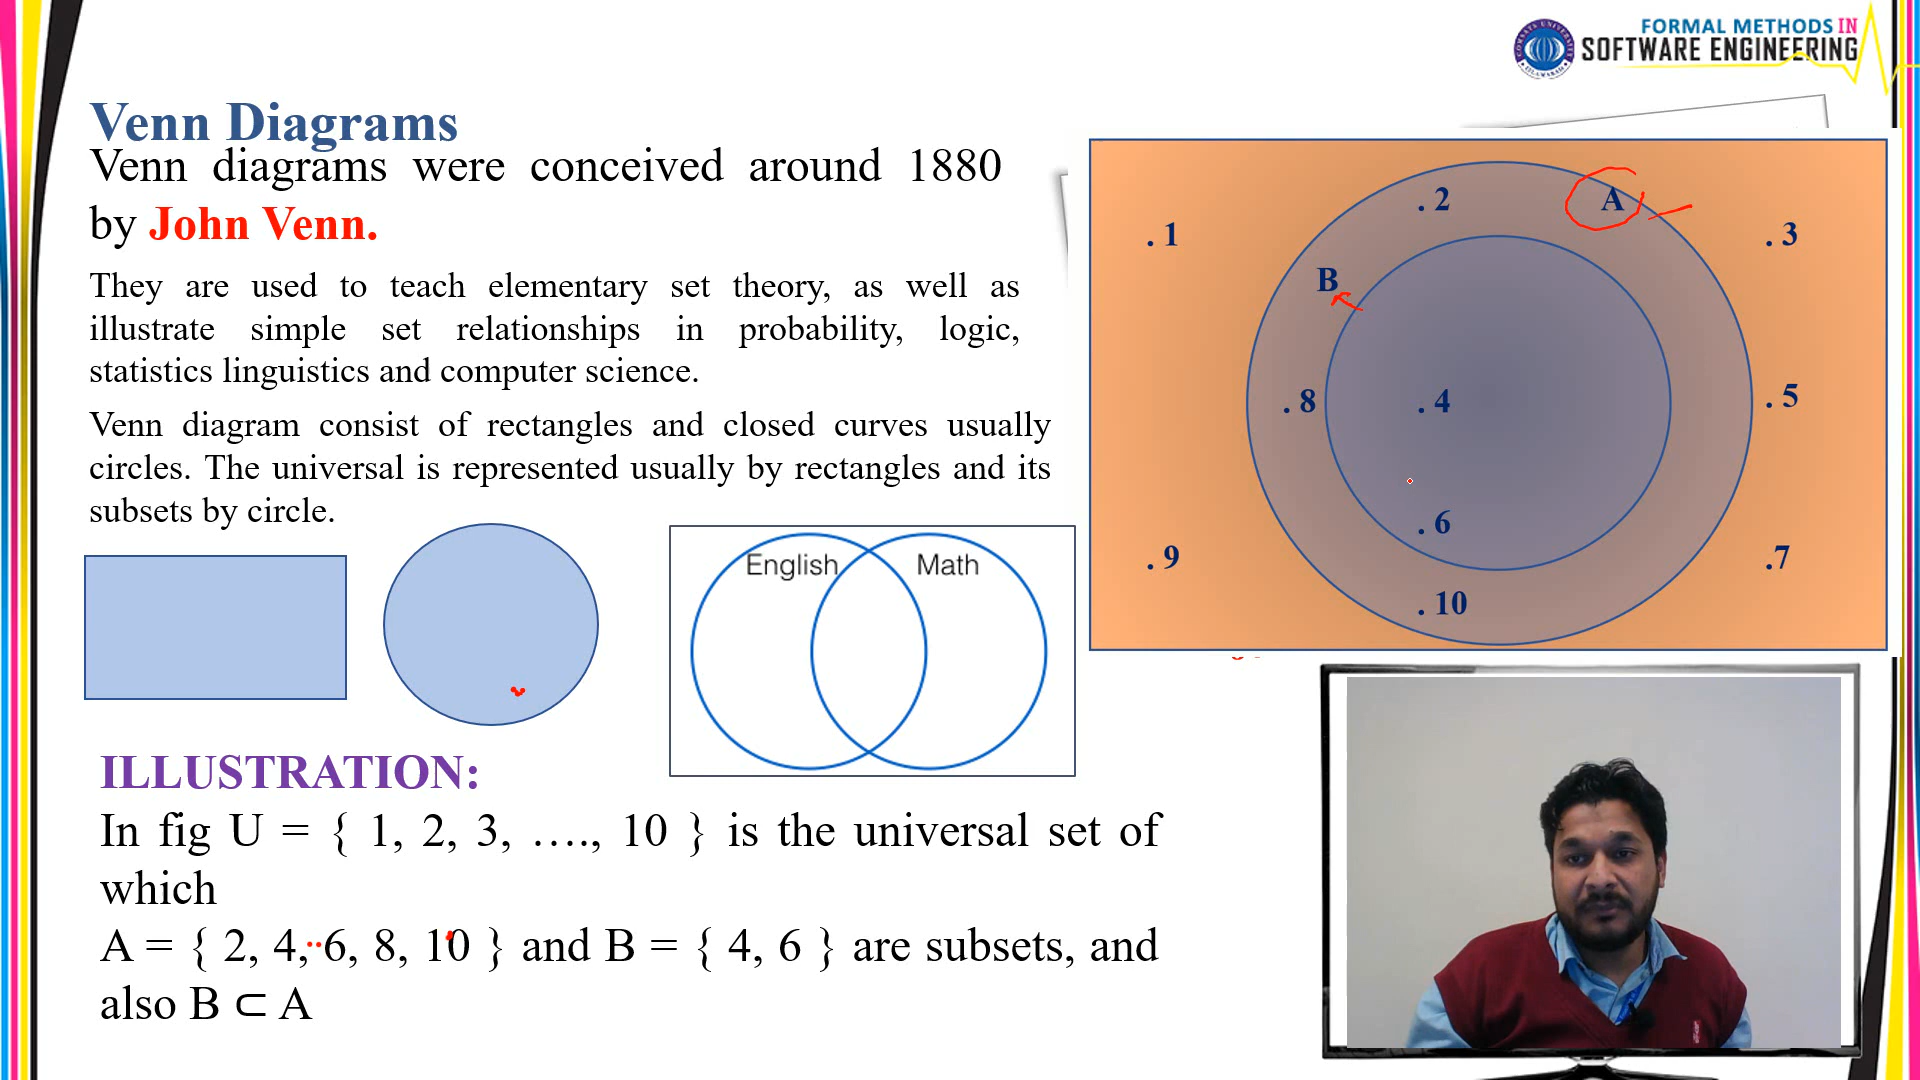 FORMAL METHODS IN
SOFTWARE ENGINEERING
Venn Diagrams
Venn diagrams were conceived around 1880
by John Venn.
They are used to teach elementary set theory, as well as
illustrate simple set relationships in probability, logic,
statistics linguistics and computer science.
Venn diagram consist of rectangles and closed curves usually
circles. The universal is represented usually by rectangles and its
subsets by circle.
English Math
. 2 A
. 1 . 3
B
. 8 . 4 . 5
. 6
. 9 .7
. 10
ILLUSTRATION:
In fig U = { 1, 2, 3, …., 10 } is the universal set of
which
A = { 2, 4, 6, 8, 10 } and B = { 4, 6 } are subsets, and
also B ⊂ A